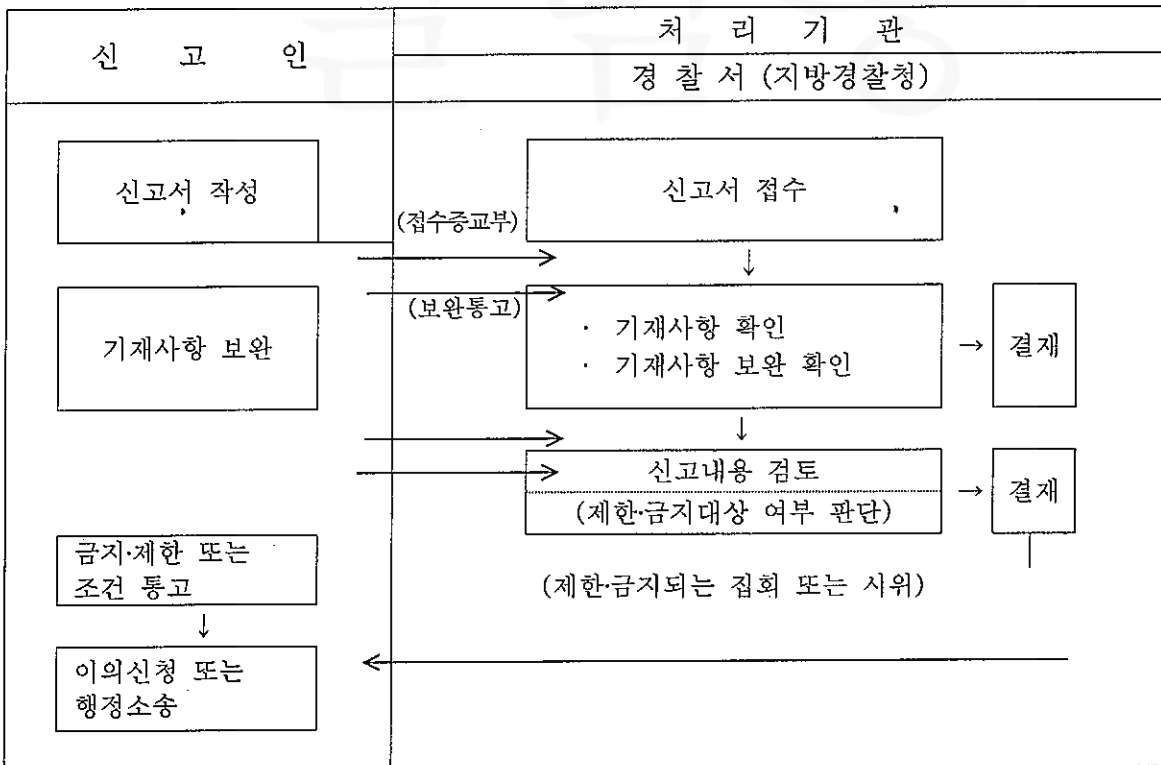 신 고 인
처 리 기 관
경 찰 서 (지방경찰청)
신고서 작성
(접수증교부)
신고서 접수
↓
기재사항 보완
(보완통고)
· 기재사항 확인
· 기재사항 보완 확인
→
결재
↓
신고내용 검토
(제한·금지대상 여부 판단)
→
결재
금지·제한 또는
조건 통고
(제한·금지되는 집회 또는 시위)
↓
이의신청 또는
행정소송